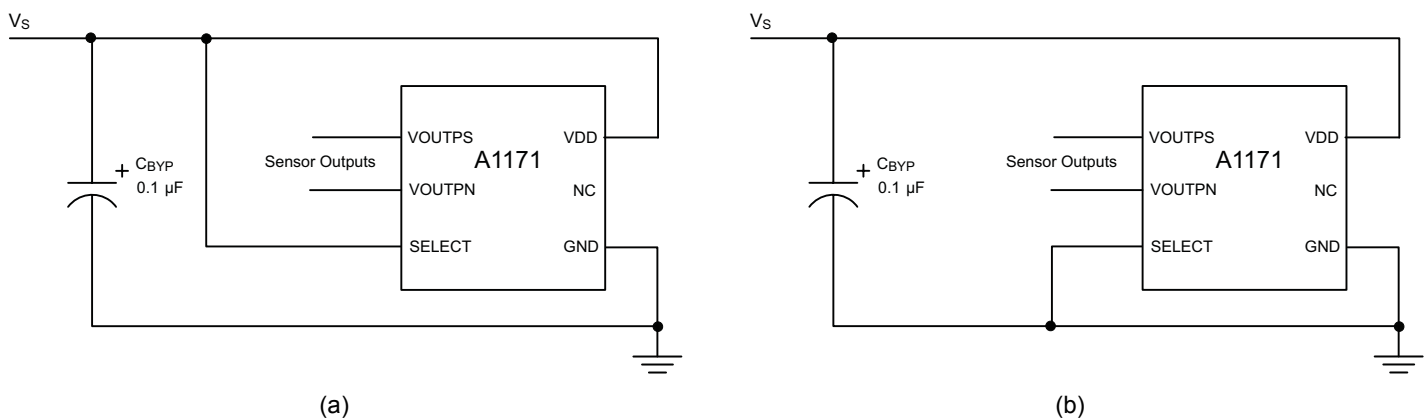 VS
VOUTPS
VDD
Sensor Outputs
A1171
+ CBYP
0.1 µF
VOUTPN
NC
SELECT
GND
(a)
VS
VOUTPS
VDD
Sensor Outputs
A1171
+ CBYP
0.1 µF
VOUTPN
NC
SELECT
GND
(b)